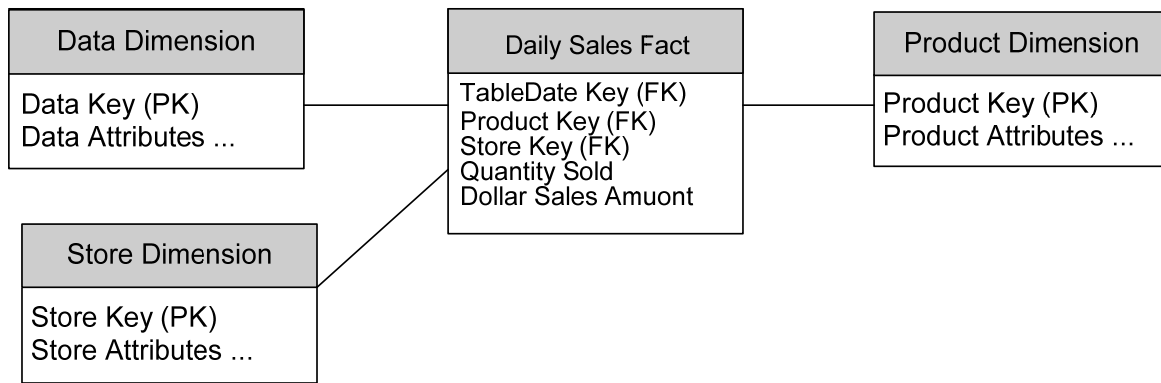 Data Dimension
Data Key (PK)
Data Attributes ...
Daily Sales Fact
TableDate Key (FK)
Product Key (FK)
Store Key (FK)
Quantity Sold
Dollar Sales Amuont
Product Dimension
Product Key (PK)
Product Attributes ...
Store Dimension
Store Key (PK)
Store Attributes ...